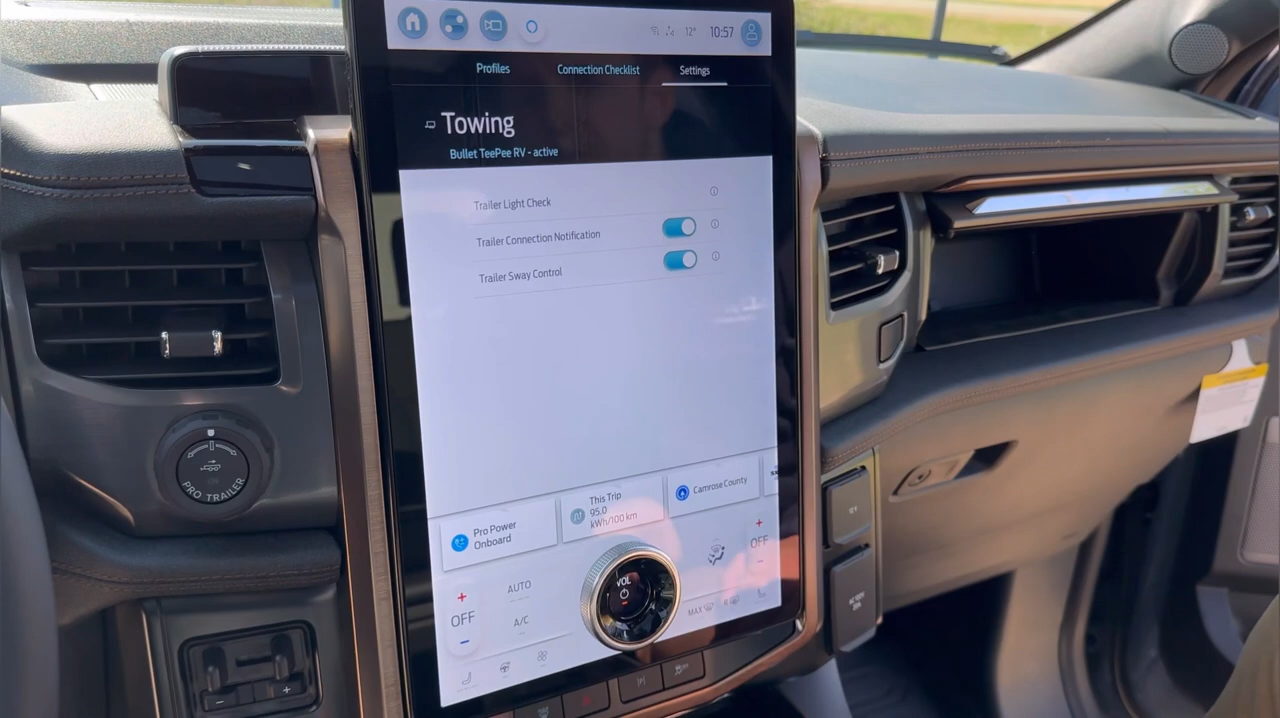 12° 10:57
Profiles Connection Checklist Settings
Towing
Bullet TeePee RV - active
Trailer Light Check
Trailer Connection Notification
Trailer Sway Control
PRO TRAILER
Pro Power
Onboard
This Trip
95.0
kWh/100 km
Camrose County
+ OFF −
AUTO
A/C
VOL
+ OFF −
MAX R
12 V
− +